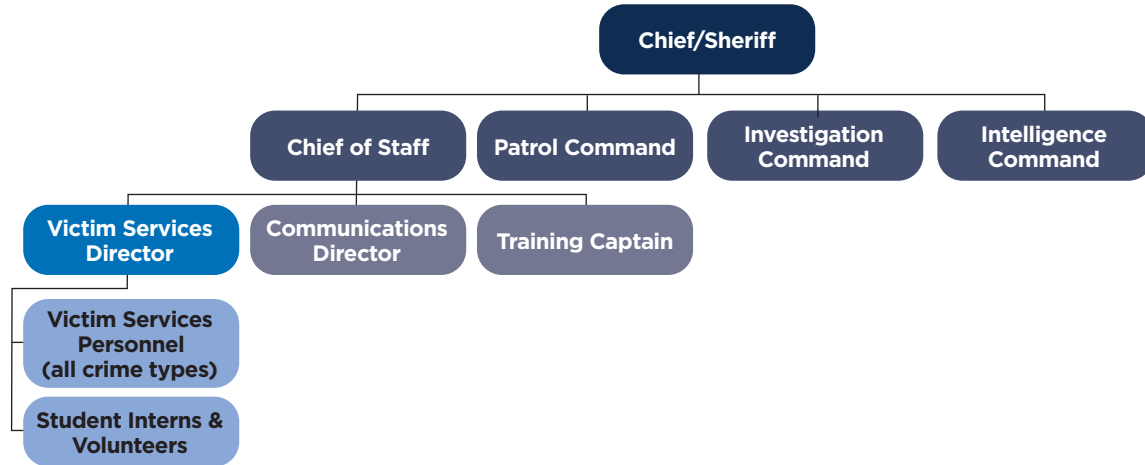 Chief/Sheriff
Chief of Staff
Patrol Command
Investigation
Command
Intelligence
Command
Victim Services
Director
Communications
Director
Training Captain
Victim Services
Personnel
(all crime types)
Student Interns &
Volunteers